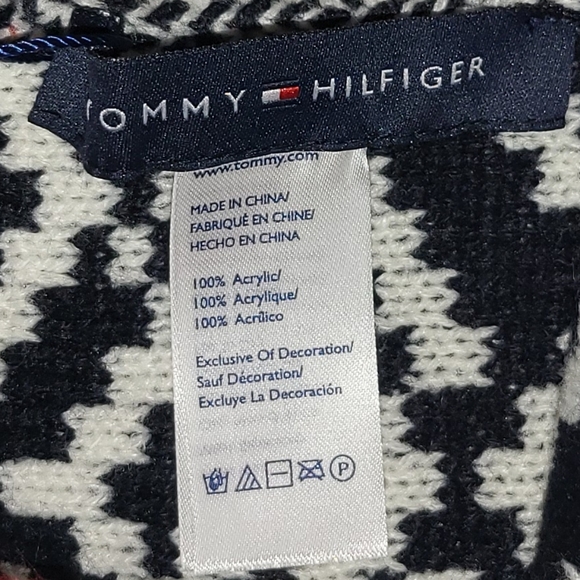 TOMMY HILFIGER
www.tommy.com
MADE IN CHINA/
FABRIQUÉ EN CHINE/
HECHO EN CHINA
100% Acrylic/
100% Acrylique/
100% Acrílico
Exclusive Of Decoration/
Sauf Décoration/
Excluye La Decoración
P